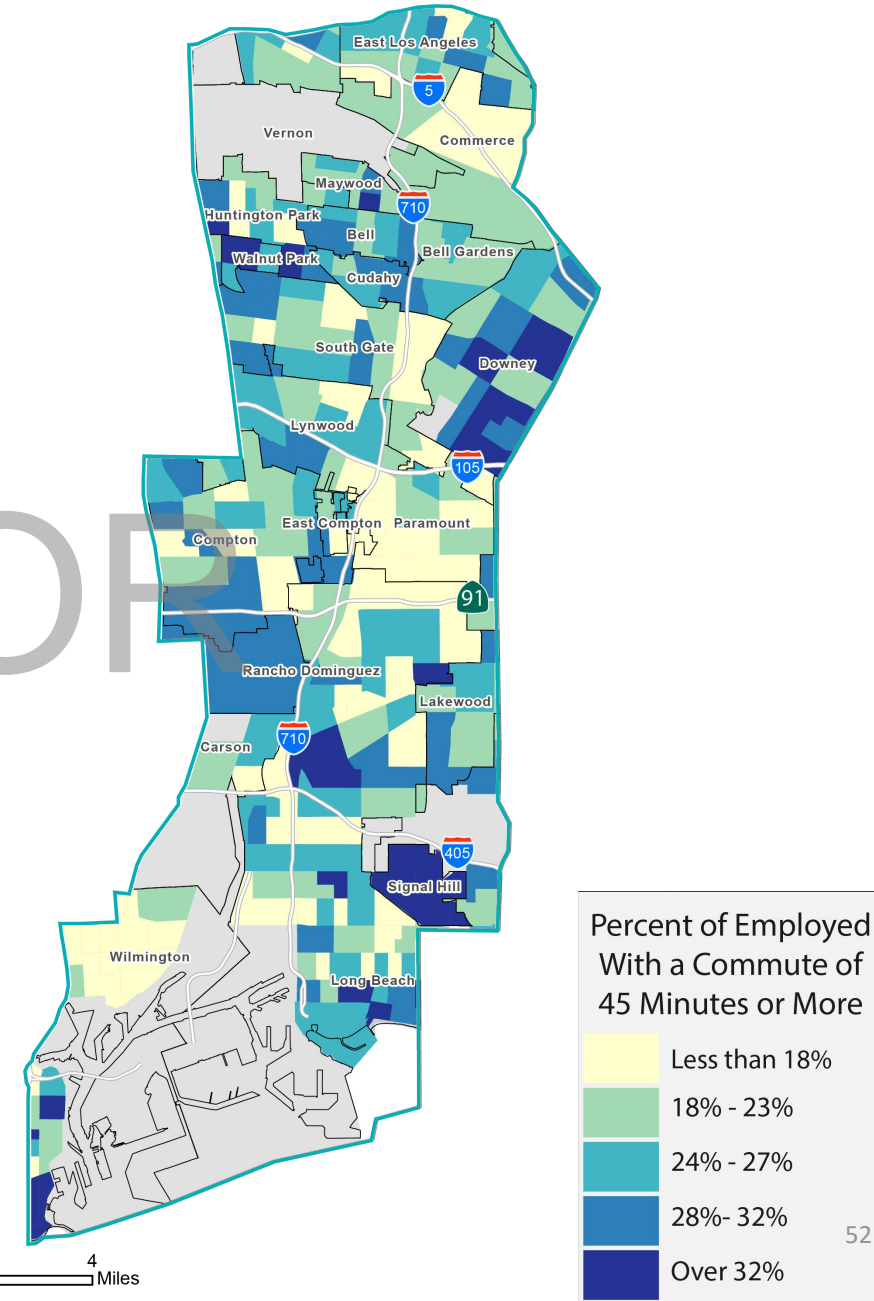 East Los Angeles
5
Vernon
Commerce
Maywood
710
Huntington Park
Bell
Bell Gardens
Walnut Park
Cudahy
South Gate
Downey
Lynwood
105
East Compton
Paramount
Compton
OR
91
Rancho Dominguez
Lakewood
710
Carson
405
Signal Hill
Wilmington
Long Beach
Percent of Employed
With a Commute of
45 Minutes or More
Less than 18%
18% - 23%
24% - 27%
28%- 32%
Over 32%
52
4
Miles